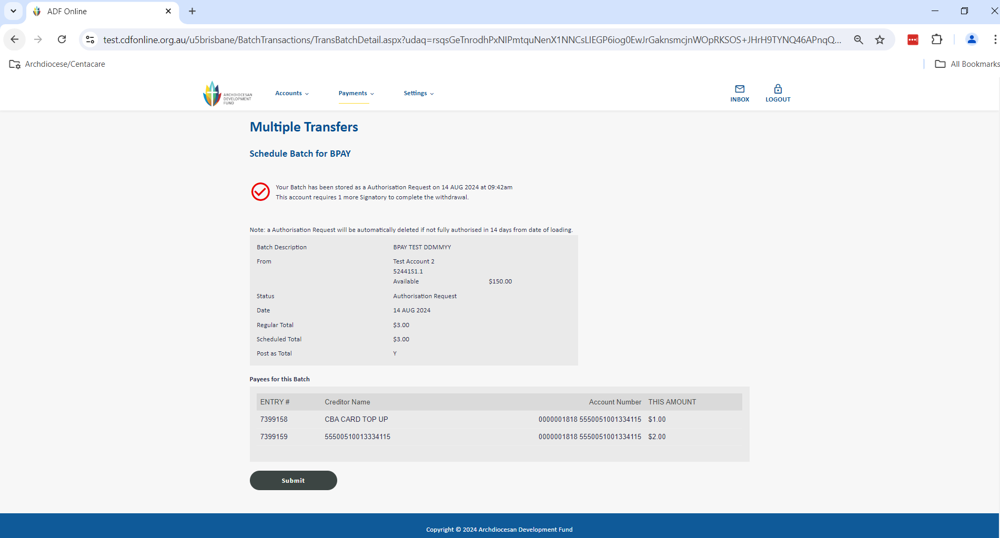 ADF Online
test.cdfonline.org.au/u5brisbane/BatchTransactions/TransBatchDetail.aspx?udaq=rsqsGeTnrodhPxNIPmtquNenX1NNCsLIEGP6iog0EwJrGaknsmcjnWOpRKSOS+JHrH9TYNQ46APnqQ...
Archdiocese/Centacare
All Bookmarks
ARCHDIOCESAN
DEVELOPMENT
FUND
Accounts
Payments
Settings
INBOX
LOGOUT
Multiple Transfers
Schedule Batch for BPAY
Your Batch has been stored as a Authorisation Request on 14 AUG 2024 at 09:42am
This account requires 1 more Signatory to complete the withdrawal.
Note: a Authorisation Request will be automatically deleted if not fully authorised in 14 days from date of loading.
Batch Description BPAY TEST DDMMYY
From Test Account 2
52441S1.1
Available $150.00
Status Authorisation Request
Date 14 AUG 2024
Regular Total $3.00
Scheduled Total $3.00
Post as Total Y
Payees for this Batch
ENTRY # Creditor Name Account Number THIS AMOUNT
7399158 CBA CARD TOP UP 0000001818 5550051001334115 $1.00
7399159 55500510013334115 0000001818 5550051001334115 $2.00
Submit
Copyright © 2024 Archdiocesan Development Fund